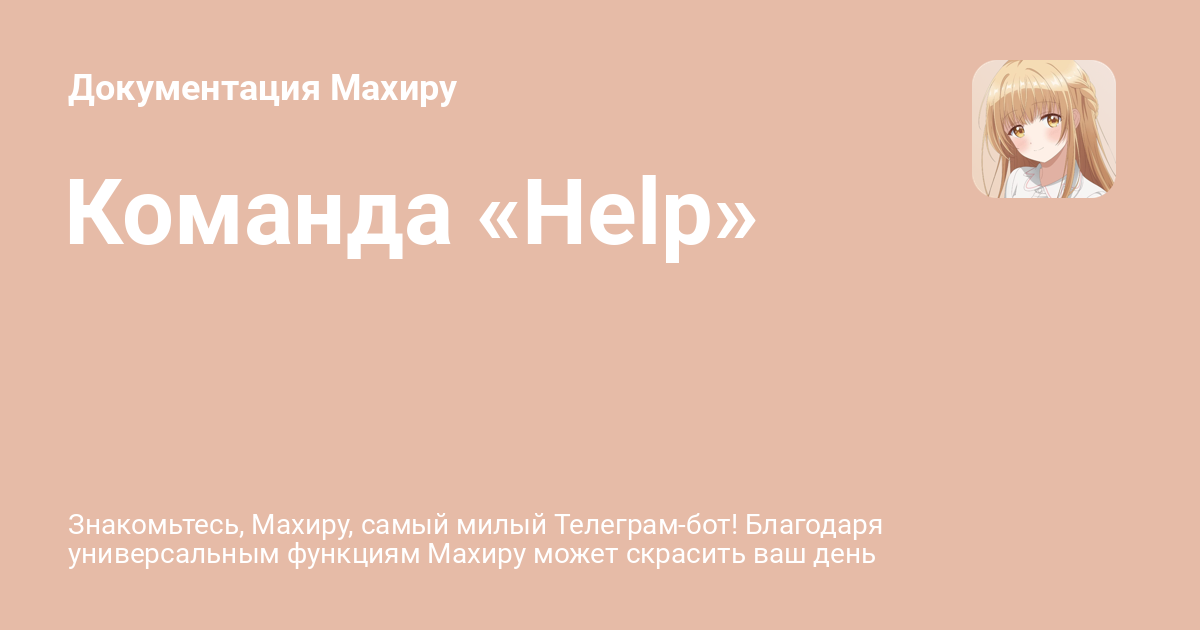 Документация Махиру
Команда «Help»
Знакомьтесь, Махиру, самый милый Телеграм-бот! Благодаря
универсальным функциям Махиру может скрасить ваш день